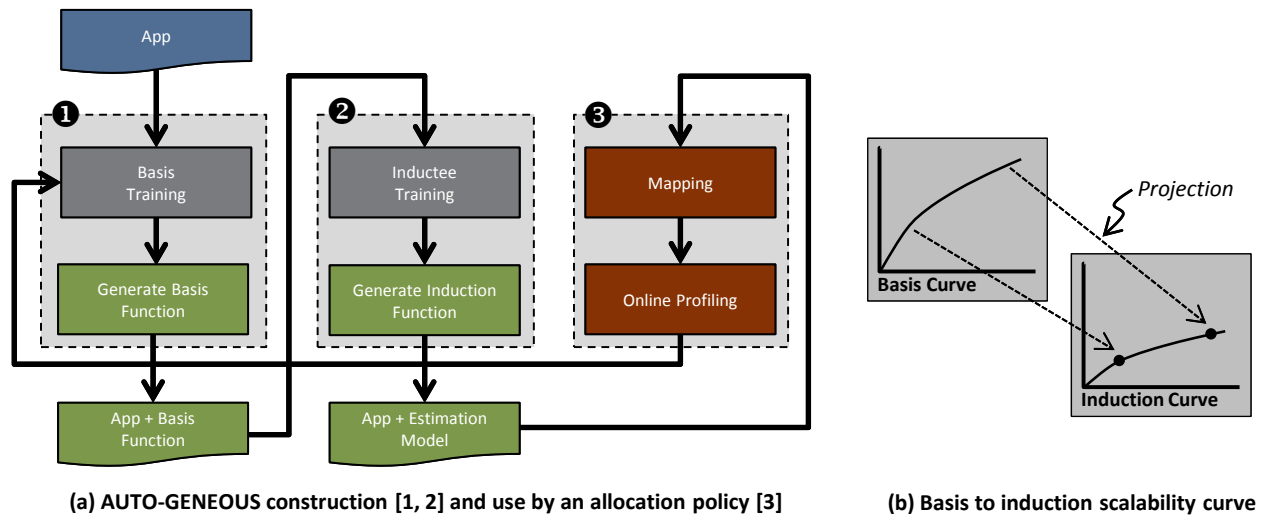 App
❶
❷
❸
Basis
Training
Inductee
Training
Mapping
Generate Basis
Function
Generate Induction
Function
Online Profiling
App + Basis
Function
App + Estimation
Model
(a) AUTO-GENEOUS construction [1, 2] and use by an allocation policy [3]
Projection
Basis Curve
Induction Curve
(b) Basis to induction scalability curve